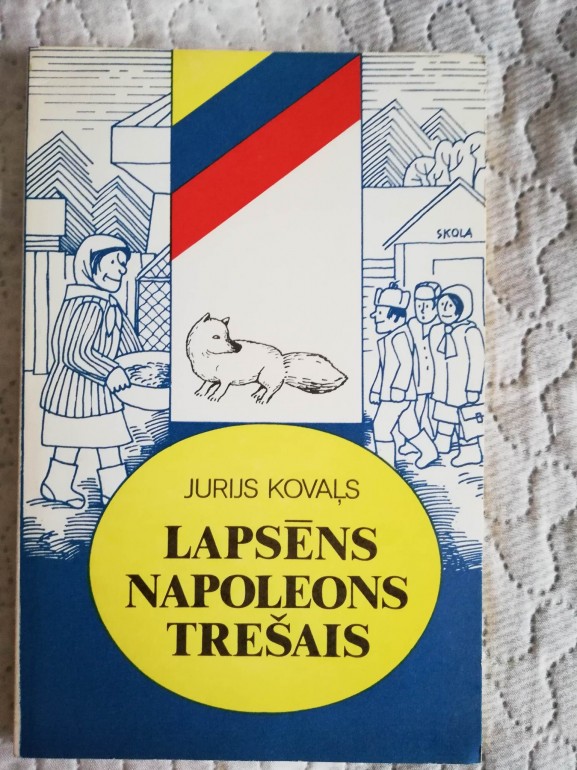 SKOLA
JURIJS KOVAĻS
LAPSĒNS
NAPOLEONS
TREŠAIS